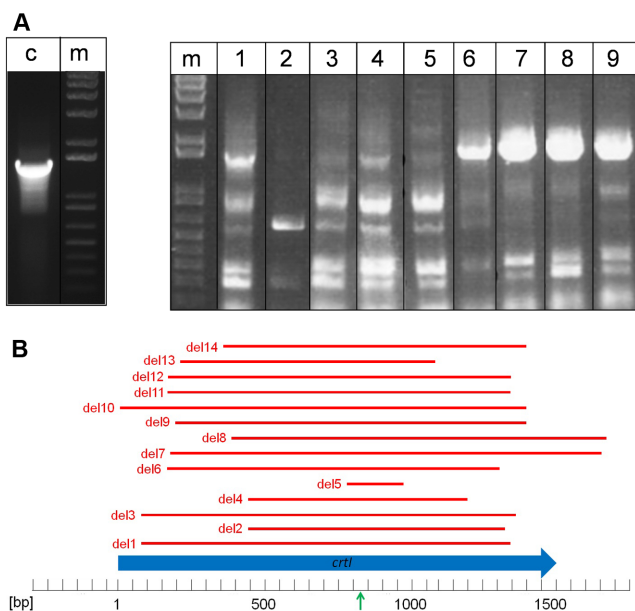 A
c m
m 1 2 3 4 5 6 7 8 9
B
del14
del13
del12
del11
del10
del9
del8
del7
del6
del5
del4
del3
del2
del1
crtI
[bp] 1 500 1000 1500